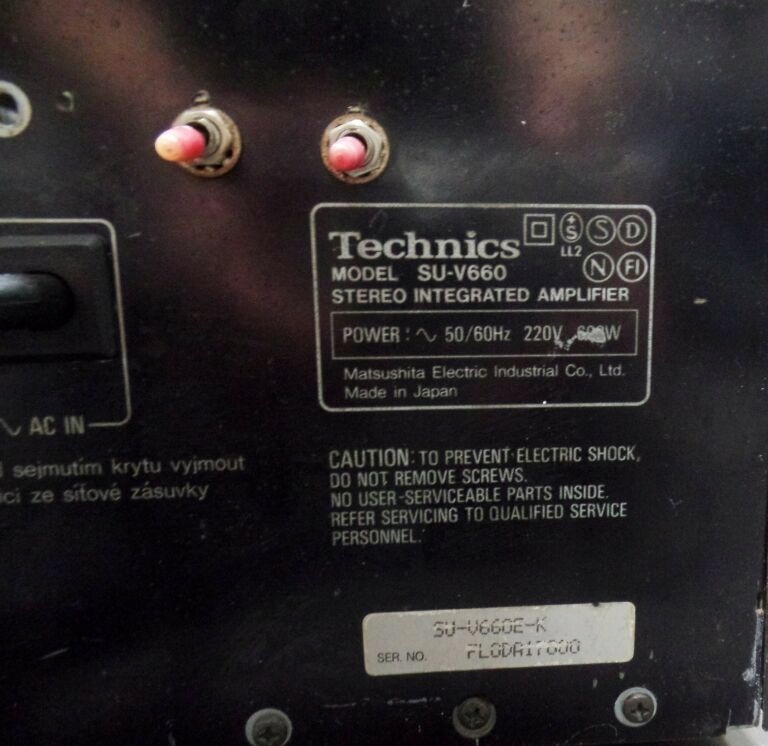 Technics
S
S D
LL2
MODEL SU-V660
N FI
STEREO INTEGRATED AMPLIFIER
POWER : ∿ 50/60Hz 220V
Matsushita Electric Industrial Co., Ltd.
Made in Japan
∿ AC IN
sejmutím krytu vyjmout
ze síťové zásuvky
CAUTION: TO PREVENT ELECTRIC SHOCK,
DO NOT REMOVE SCREWS.
NO USER-SERVICEABLE PARTS INSIDE.
REFER SERVICING TO QUALIFIED SERVICE
PERSONNEL.
SU-V660E-K
SER. NO.